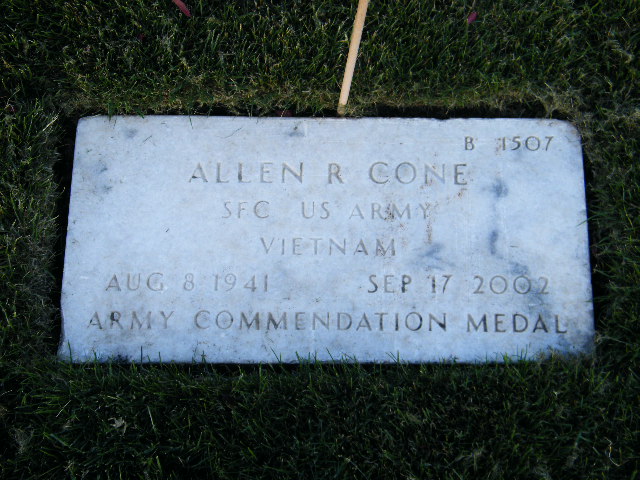 B 1507
ALLEN R CONE
SFC US ARMY
VIETNAM
AUG 8 1941 SEP 17 2002
ARMY COMMENDATION MEDAL